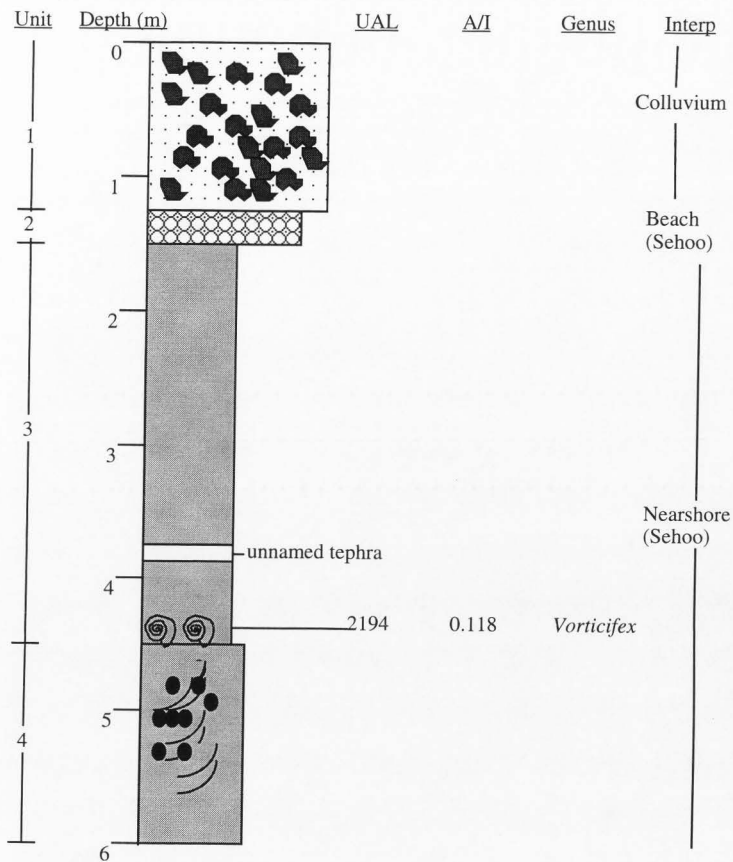 Unit Depth (m) UAL A/I Genus Interp
0
Colluvium
1
1
2
Beach
(Sehoo)
2
3
3
Nearshore
(Sehoo)
unnamed tephra
4
2194 0.118 Vorticifex
5
4
6